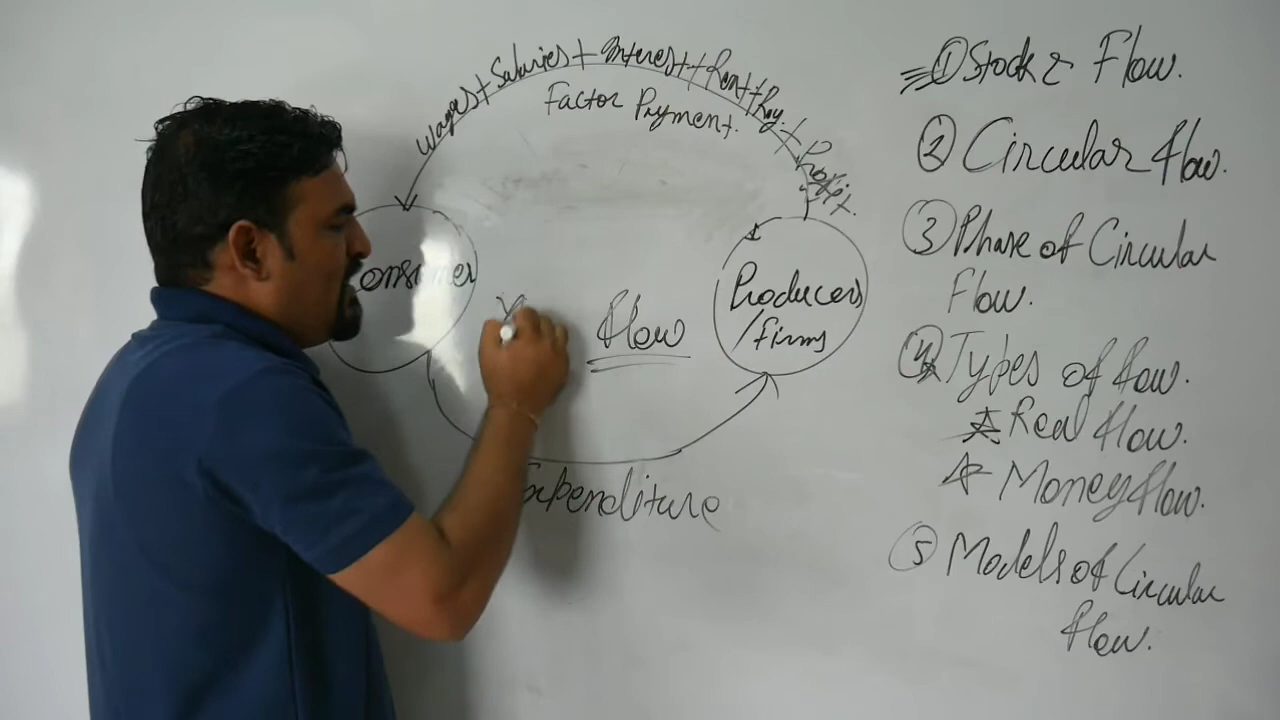 Wages + Salaries + Interest + Rent + Roy. + Profit.
Factor Payment.
onsumer
Flow
Producers
/Firms
Expenditure
① Stock & Flow.
② Circular flow.
③ Phase of Circular
Flow.
④ Types of flow.
Real flow.
Money flow.
⑤ Models of Circular
flow.